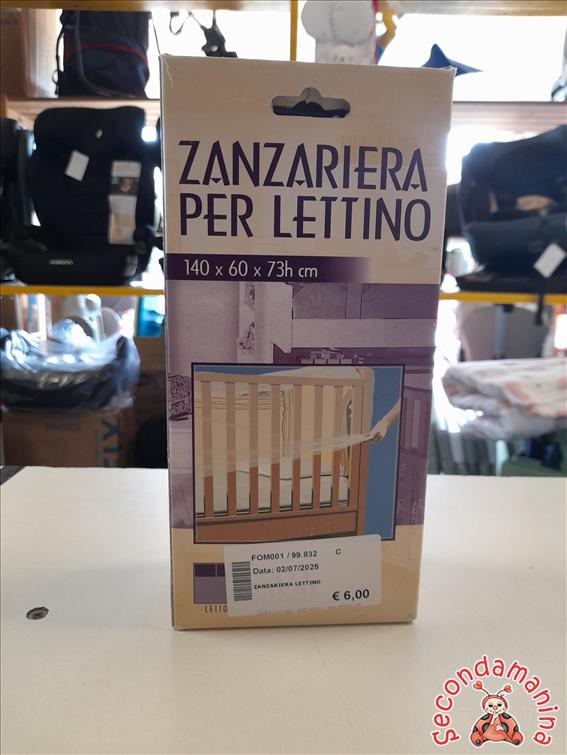 ZANZARIERA
PER LETTINO
140 x 60 x 73h cm
FOM001 / 99.832 C
Data: 02/07/2025
ZANZARIERA LETTINO
€ 6,00
LETTO
Secondamanina